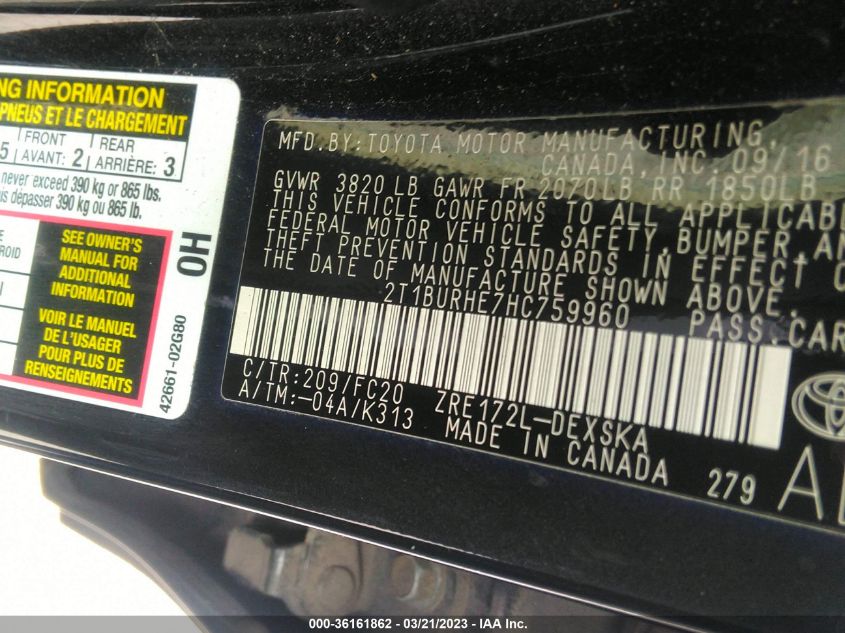 NG INFORMATION
PNEUS ET LE CHARGEMENT
FRONT REAR
5 AVANT: 2 ARRIÈRE: 3
never exceed 390 kg or 865 lbs.
dépasser 390 kg ou 865 lb.
SEE OWNER'S
MANUAL FOR
ADDITIONAL
INFORMATION
VOIR LE MANUEL
DE L'USAGER
POUR PLUS DE
RENSEIGNEMENTS
0H
42661-02G80
MFD.BY:TOYOTA MOTOR MANUFACTURING,
CANADA,INC.09/16
GVWR 3820LB GAWR FR 2070LB RR 1850LB
THIS VEHICLE CONFORMS TO ALL APPLICABL
FEDERAL MOTOR VEHICLE SAFETY,BUMPER,AN
THEFT PREVENTION STANDARDS IN EFFECT O
THE DATE OF MANUFACTURE SHOWN ABOVE.
2T1BURHE7HC759960 PASS.CAR
C/TR:209/FC20 ZRE172L-DEXSKA
A/TM:-04A/K313 MADE IN CANADA 279
A
000-36161862 - 03/21/2023 - IAA Inc.